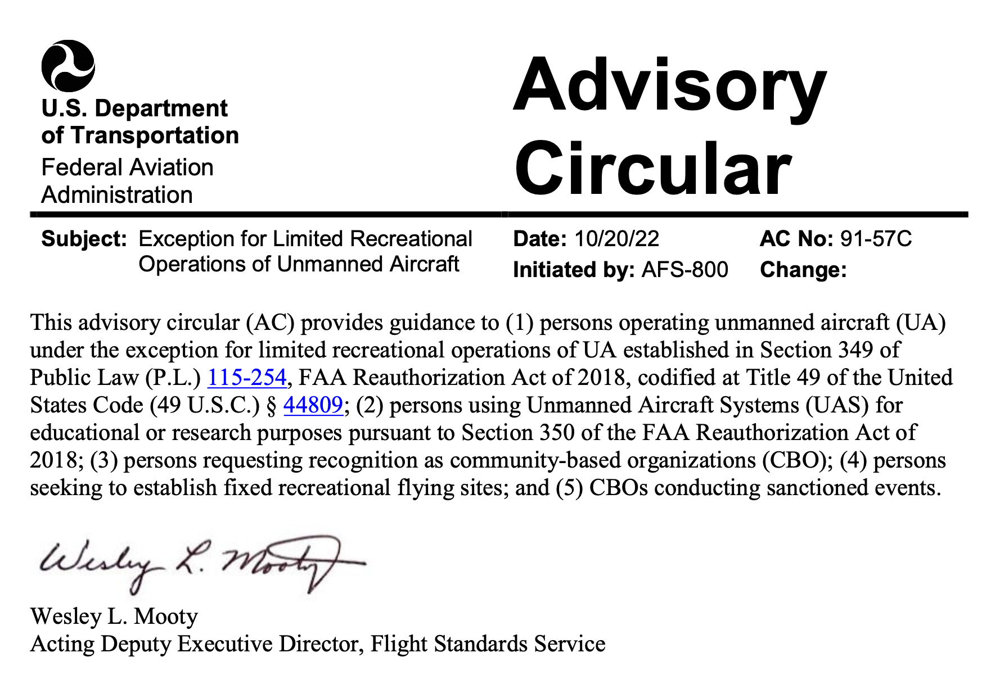 U.S. Department
of Transportation
Federal Aviation
Administration
Advisory
Circular
Subject: Exception for Limited Recreational
Operations of Unmanned Aircraft
Date: 10/20/22
Initiated by: AFS-800
AC No: 91-57C
Change:
This advisory circular (AC) provides guidance to (1) persons operating unmanned aircraft (UA)
under the exception for limited recreational operations of UA established in Section 349 of
Public Law (P.L.) 115-254, FAA Reauthorization Act of 2018, codified at Title 49 of the United
States Code (49 U.S.C.) § 44809; (2) persons using Unmanned Aircraft Systems (UAS) for
educational or research purposes pursuant to Section 350 of the FAA Reauthorization Act of
2018; (3) persons requesting recognition as community-based organizations (CBO); (4) persons
seeking to establish fixed recreational flying sites; and (5) CBOs conducting sanctioned events.
Wesley L. Mooty
Wesley L. Mooty
Acting Deputy Executive Director, Flight Standards Service